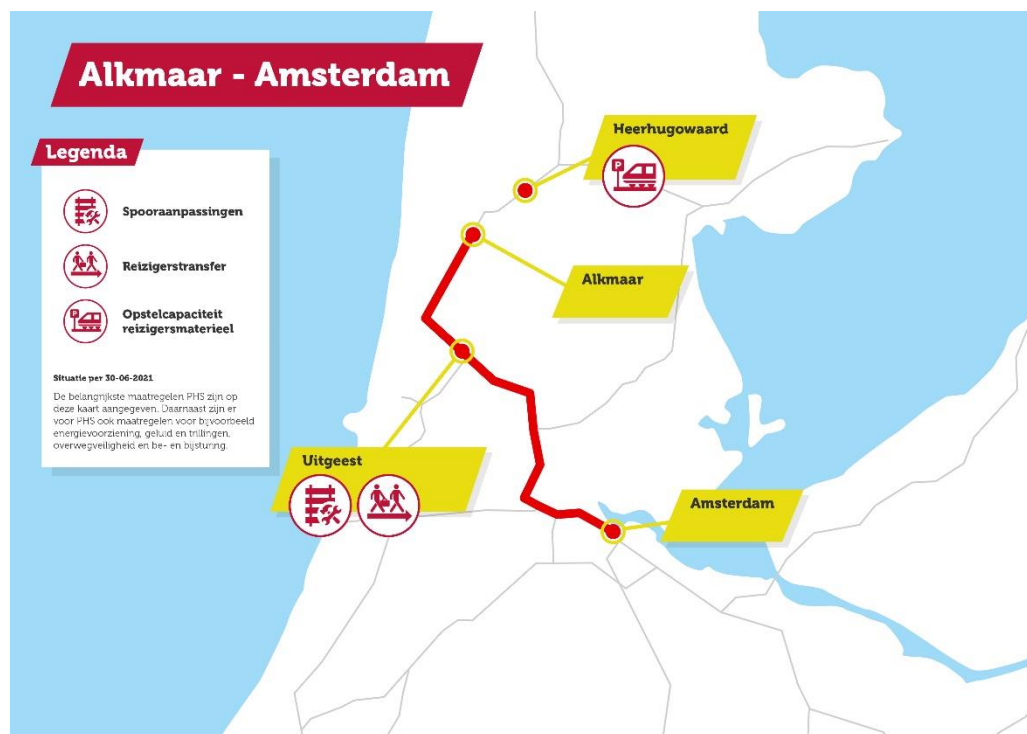 Alkmaar - Amsterdam
Legenda
Spooraanpassingen
Reizigerstransfer
Opstelcapaciteit
reizigersmaterieel
Situatie per 30-06-2021
De belangrijkste maatregelen PHS zijn op
deze kaart aangegeven. Daarnaast zijn er
voor PHS ook maatregelen voor bijvoorbeeld
energievoorziening, geluid en trillingen,
overwegveiligheid en be- en bijsturing.
Heerhugowaard
P
Alkmaar
Uitgeest
Amsterdam
P